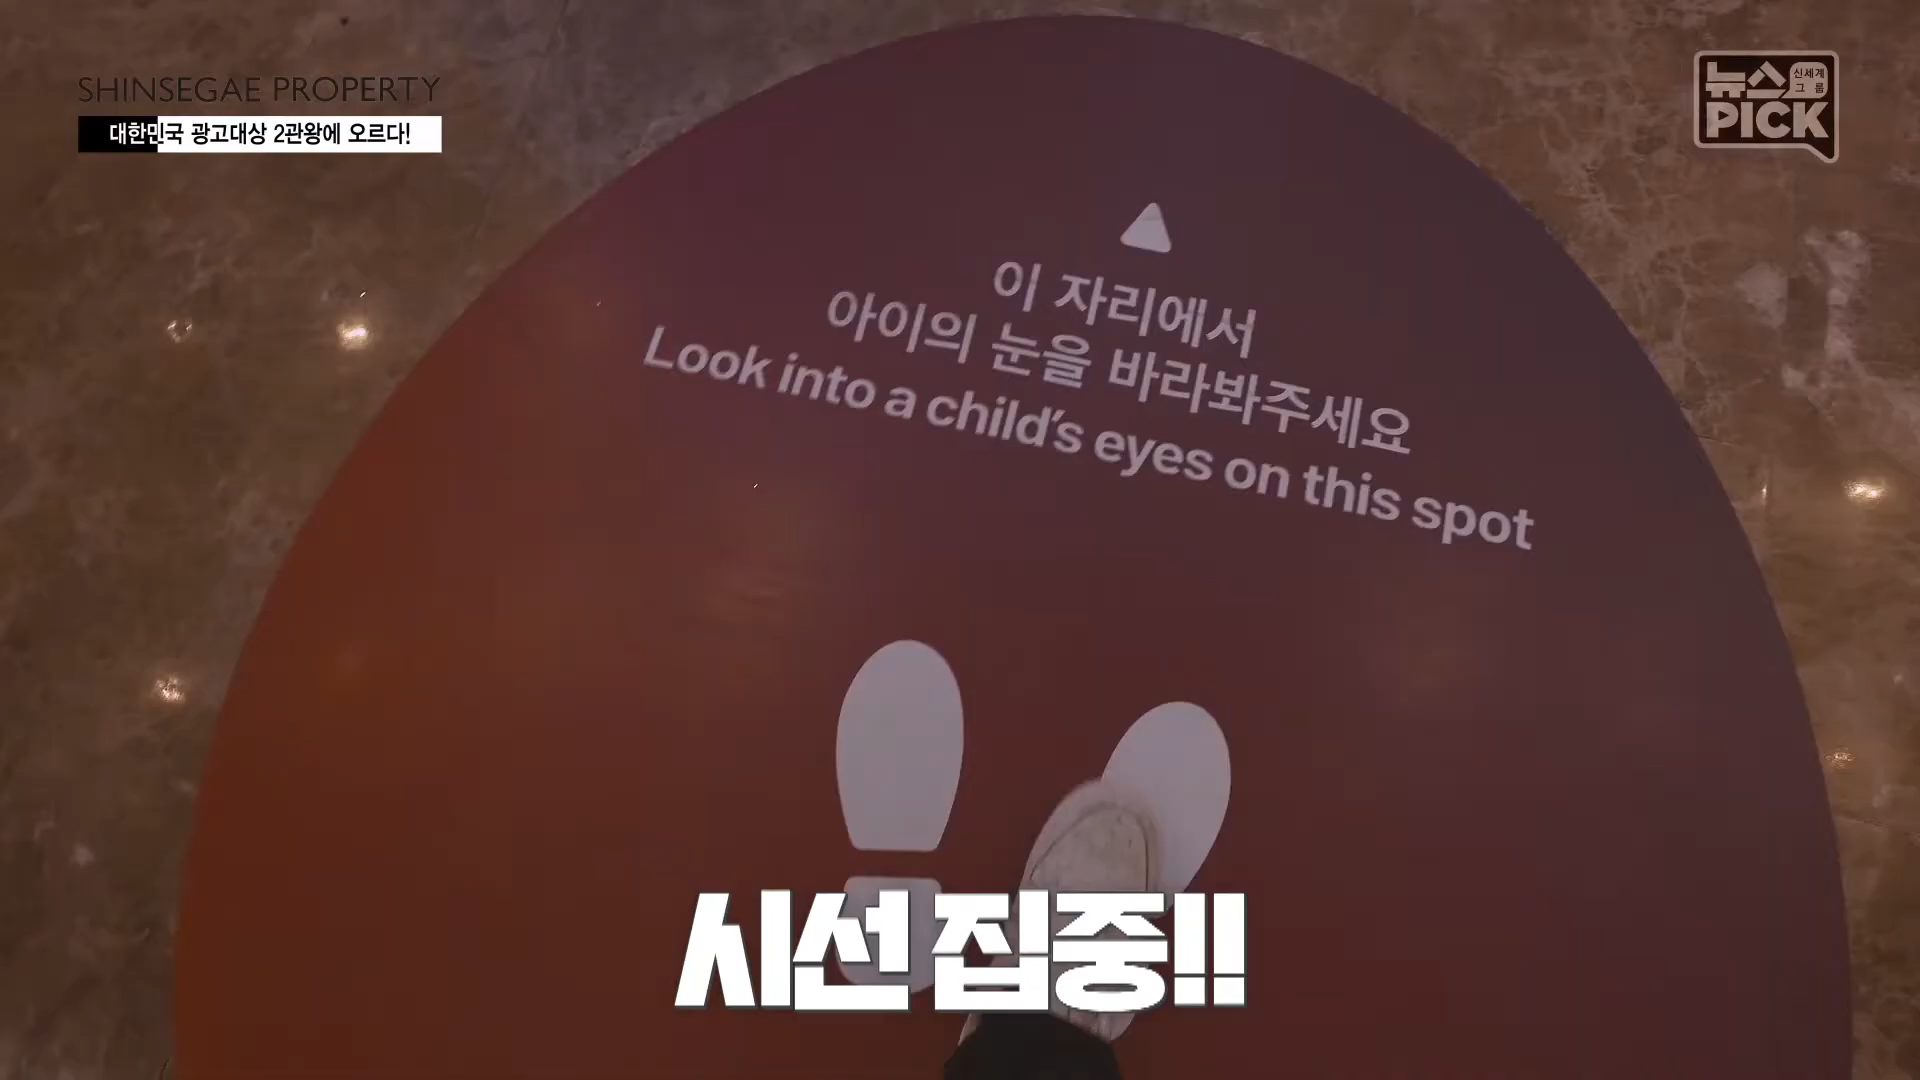 SHINSEGAE PROPERTY
대한민국 광고대상 2관왕에 오르다!
뉴스 신세계그룹
PICK
이 자리에서
아이의 눈을 바라봐주세요
Look into a child's eyes on this spot
시선 집중!!